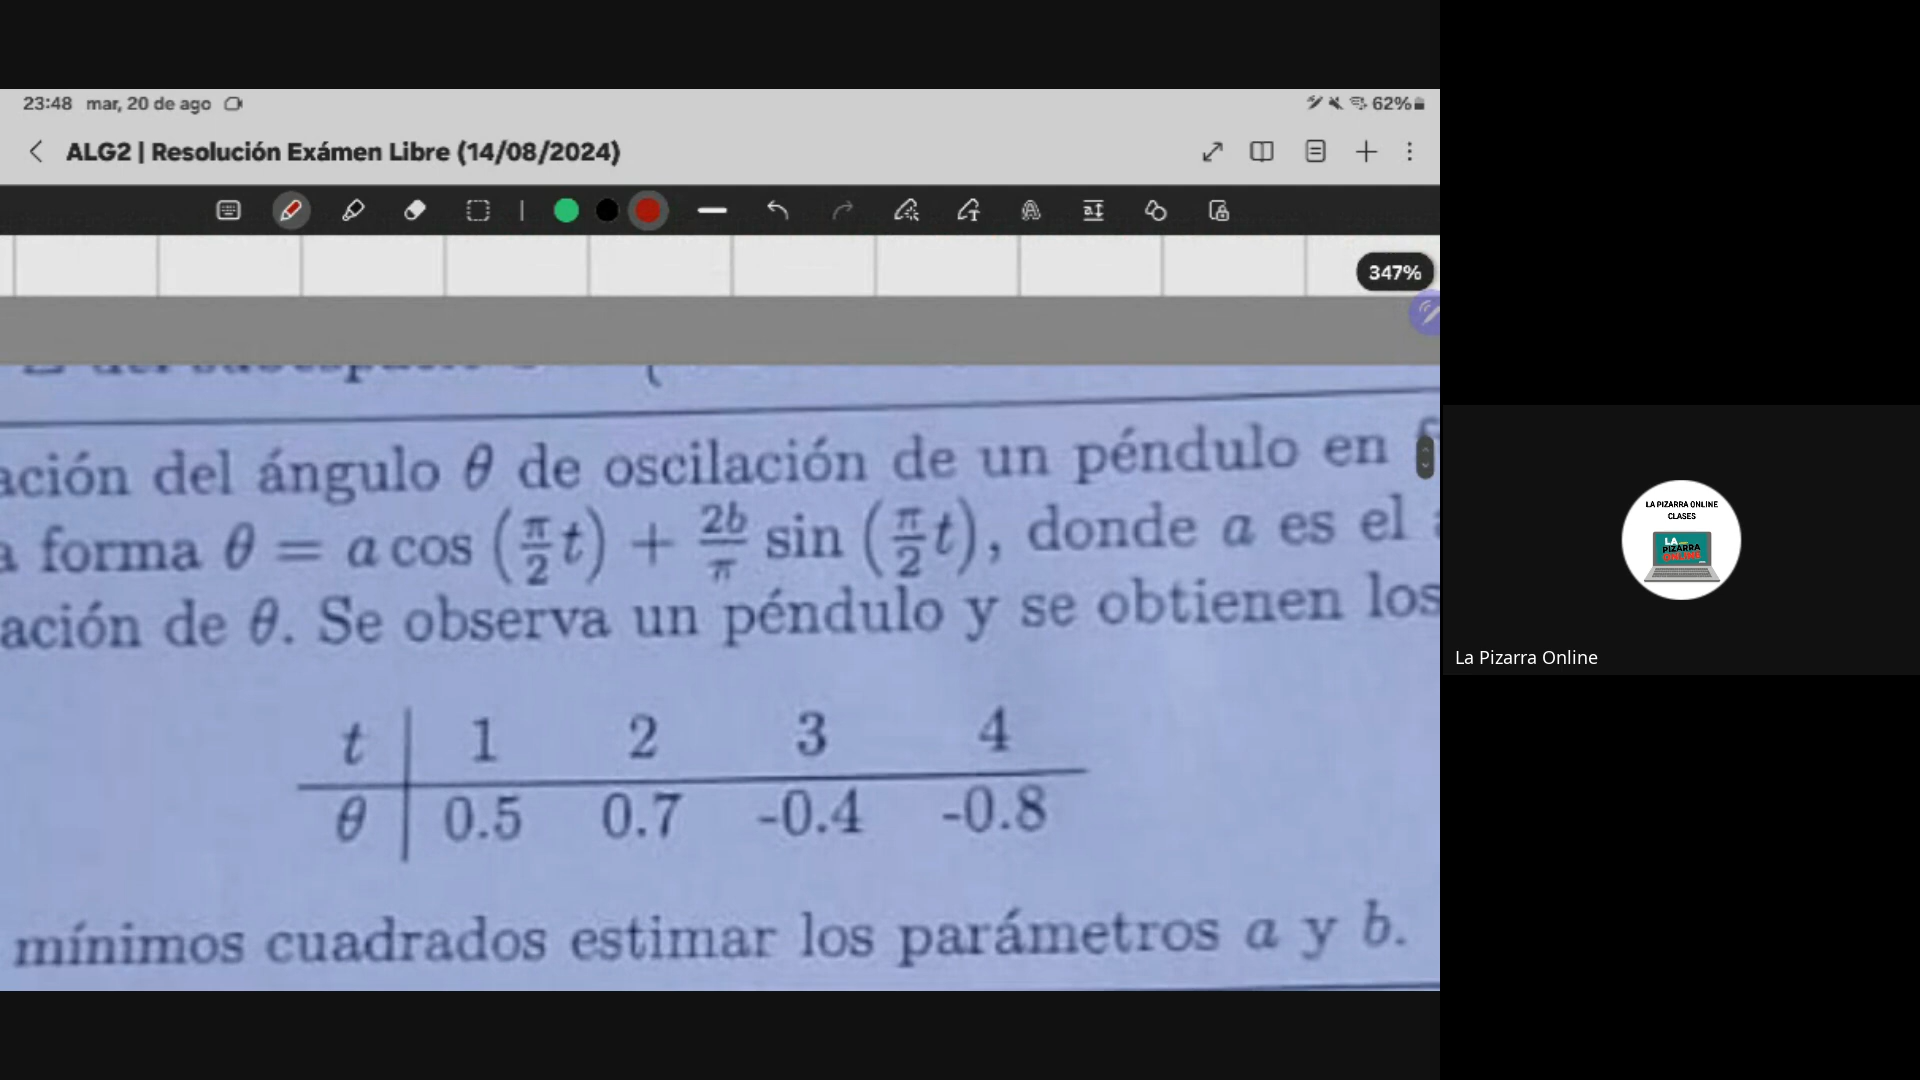 23:48 mar, 20 de ago
62%
ALG2 | Resolución Exámen Libre (14/08/2024)
347%
ación del ángulo θ de oscilación de un péndulo en
a forma θ = a cos (π/2 t) + 2b/π sin (π/2 t), donde a es el
ación de θ. Se observa un péndulo y se obtienen los
t 1 2 3 4
θ 0.5 0.7 -0.4 -0.8
mínimos cuadrados estimar los parámetros a y b.
LA PIZARRA ONLINE
CLASES
LA
PIZARRA
ONLINE
La Pizarra Online